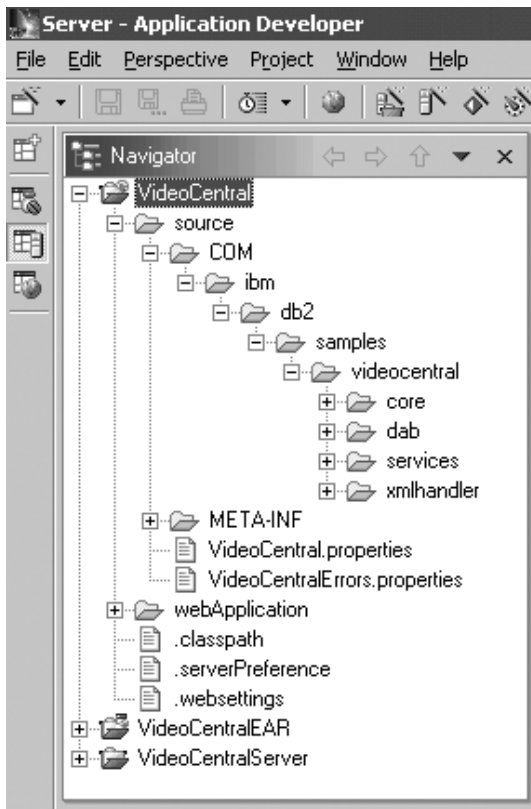 Server - Application Developer
File Edit Perspective Project Window Help
Navigator
VideoCentral
source
COM
ibm
db2
samples
videocentral
core
dab
services
xmlhandler
META-INF
VideoCentral.properties
VideoCentralErrors.properties
webApplication
.classpath
.serverPreference
.websettings
VideoCentralEAR
VideoCentralServer